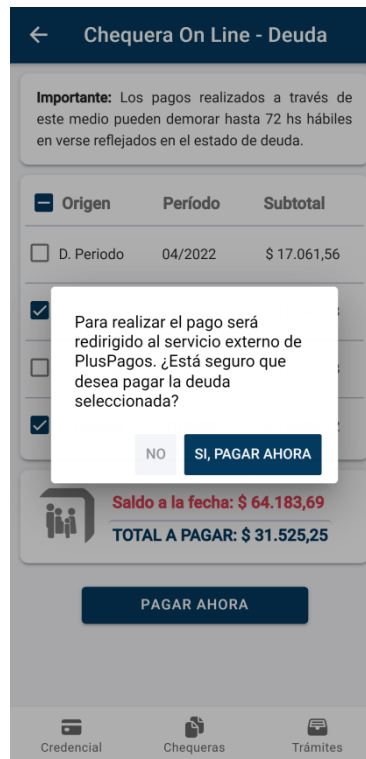 Chequera On Line - Deuda
Importante: Los pagos realizados a través de
este medio pueden demorar hasta 72 hs hábiles
en verse reflejados en el estado de deuda.
Origen Período Subtotal
D. Periodo 04/2022 $ 17.061,56
Para realizar el pago será
redirigido al servicio externo de
PlusPagos. ¿Está seguro que
desea pagar la deuda
seleccionada?
NO SI, PAGAR AHORA
Saldo a la fecha: $ 64.183,69
TOTAL A PAGAR: $ 31.525,25
PAGAR AHORA
Credencial Chequeras Trámites